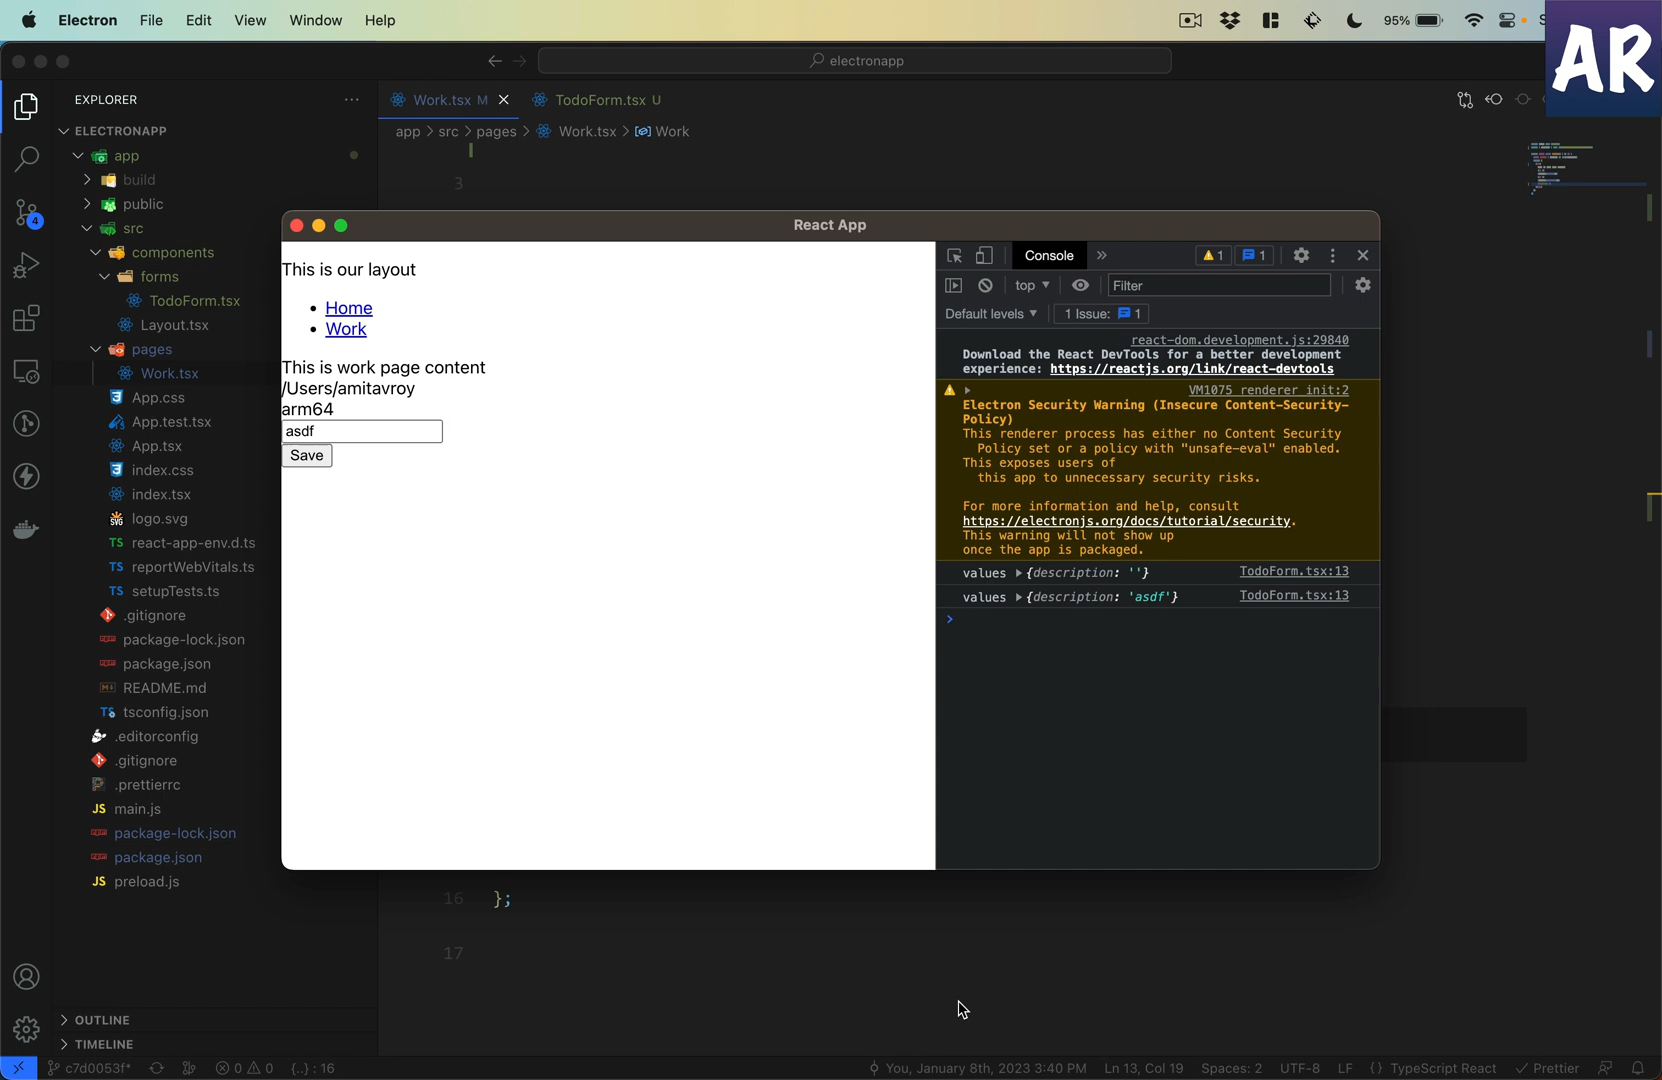 Electron File Edit View Window Help
95%
AR
electronapp
EXPLORER
Work.tsx M
TodoForm.tsx U
app > src > pages > Work.tsx > Work
ELECTRONAPP
app
build
public
src
components
forms
TodoForm.tsx
Layout.tsx
pages
Work.tsx
App.css
App.test.tsx
App.tsx
index.css
index.tsx
logo.svg
react-app-env.d.ts
TS reportWebVitals.ts
TS setupTests.ts
.gitignore
package-lock.json
package.json
README.md
tsconfig.json
.editorconfig
.gitignore
.prettierrc
JS main.js
package-lock.json
package.json
JS preload.js
OUTLINE
TIMELINE
4
3
16 };
17
React App
This is our layout
Home
Work
This is work page content
/Users/amitavroy
arm64
asdf
Save
Console
1
1
top
Filter
Default levels
1 Issue: 1
react-dom.development.js:29840
Download the React DevTools for a better development
experience: https://reactjs.org/link/react-devtools
VM1075 renderer_init:2
Electron Security Warning (Insecure Content-Security-
Policy)
This renderer process has either no Content Security
Policy set or a policy with "unsafe-eval" enabled.
This exposes users of
this app to unnecessary security risks.
For more information and help, consult
https://electronjs.org/docs/tutorial/security.
This warning will not show up
once the app is packaged.
values {description: ''} TodoForm.tsx:13
values {description: 'asdf'} TodoForm.tsx:13
c7d0053f* 0 0 {..} : 16
You, January 8th, 2023 3:40 PM Ln 13, Col 19 Spaces: 2 UTF-8 LF {} TypeScript React Prettier